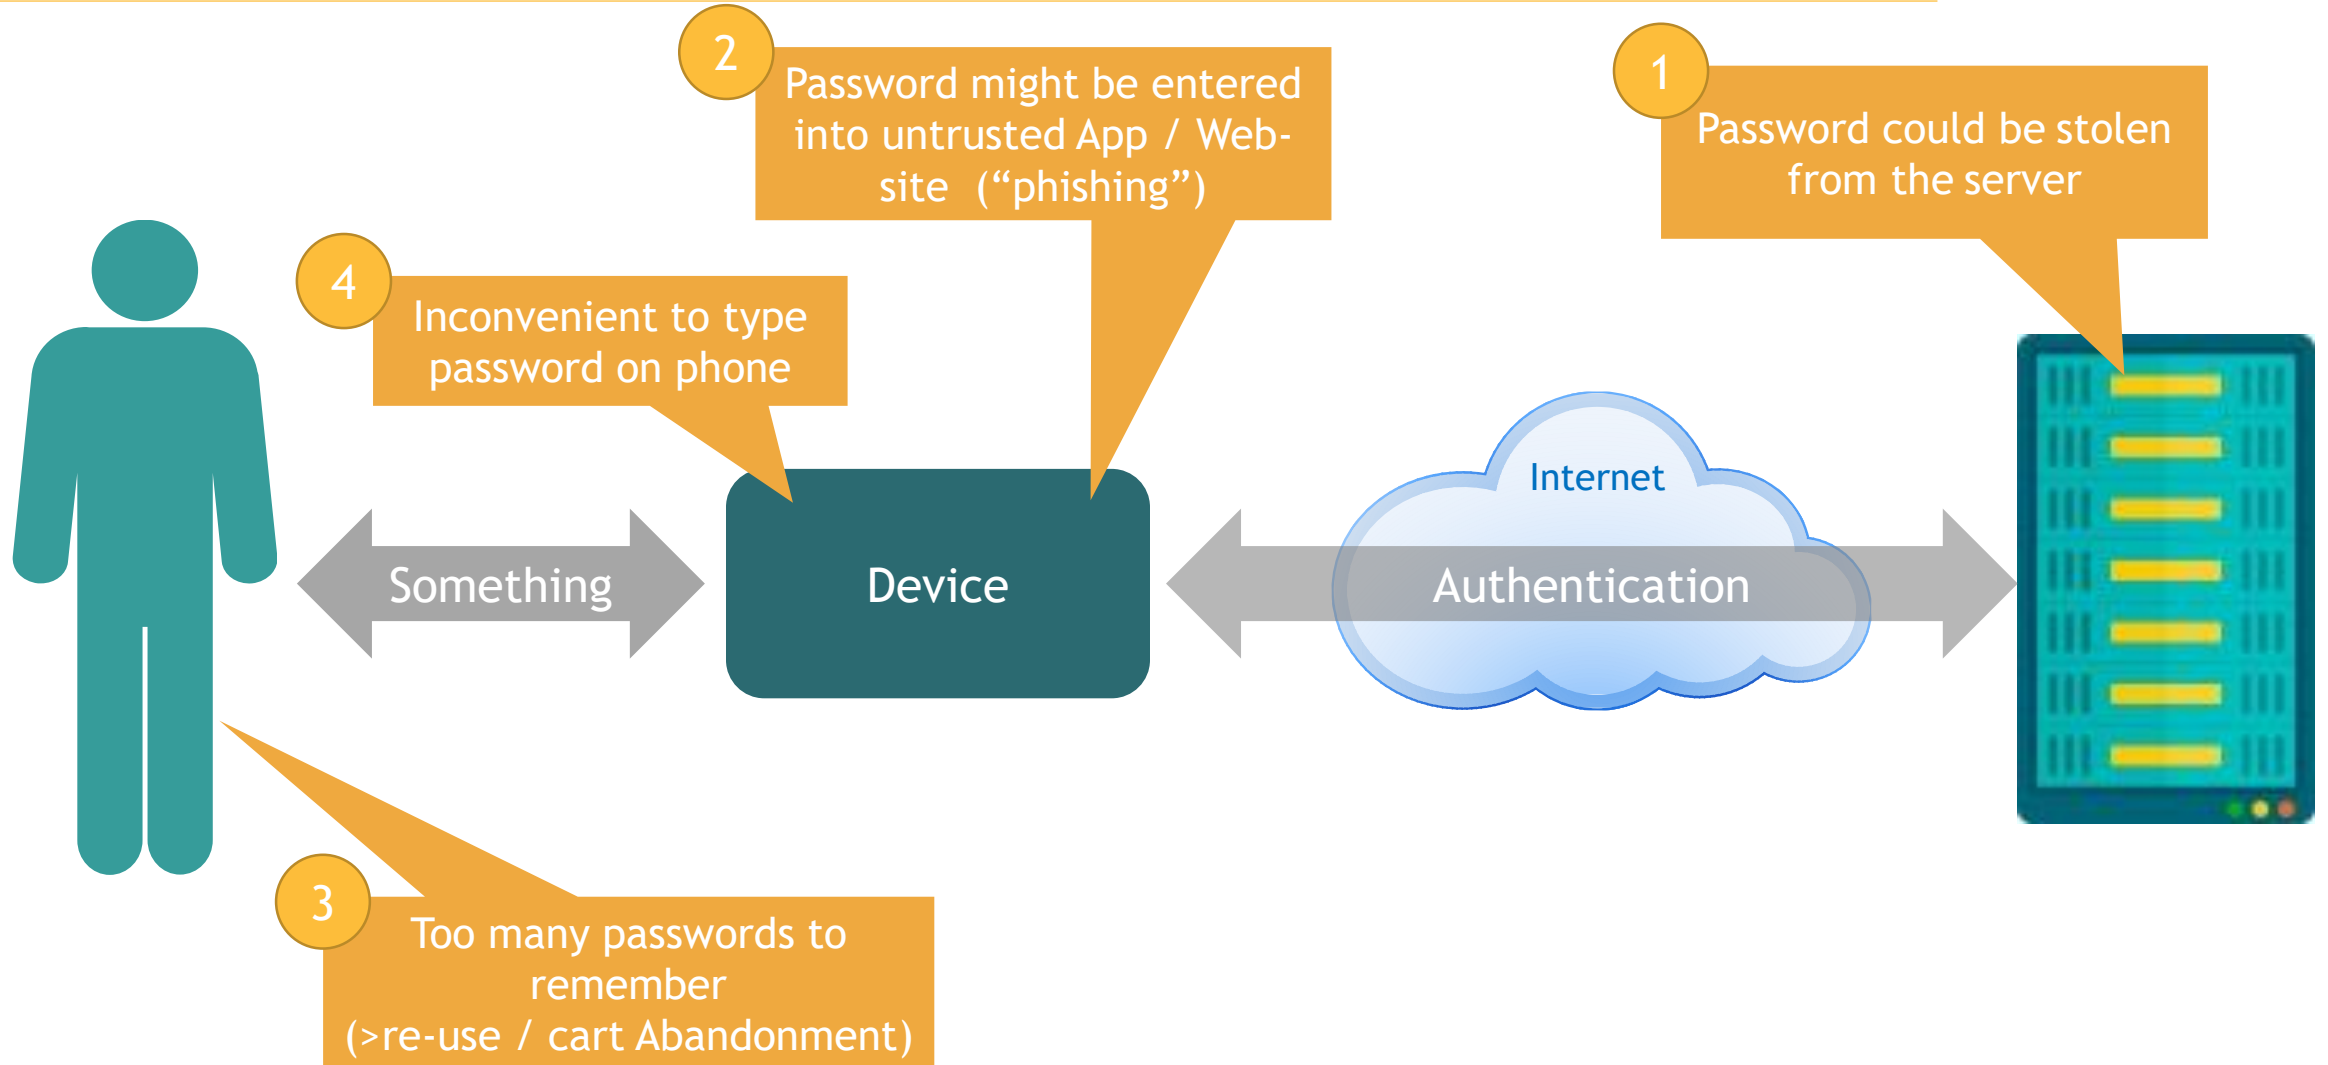 2
Password might be entered
into untrusted App / Web-
site (“phishing”)
1
Password could be stolen
from the server
4
Inconvenient to type
password on phone
Internet
Something
Device
Authentication
3
Too many passwords to
remember
(>re-use / cart Abandonment)